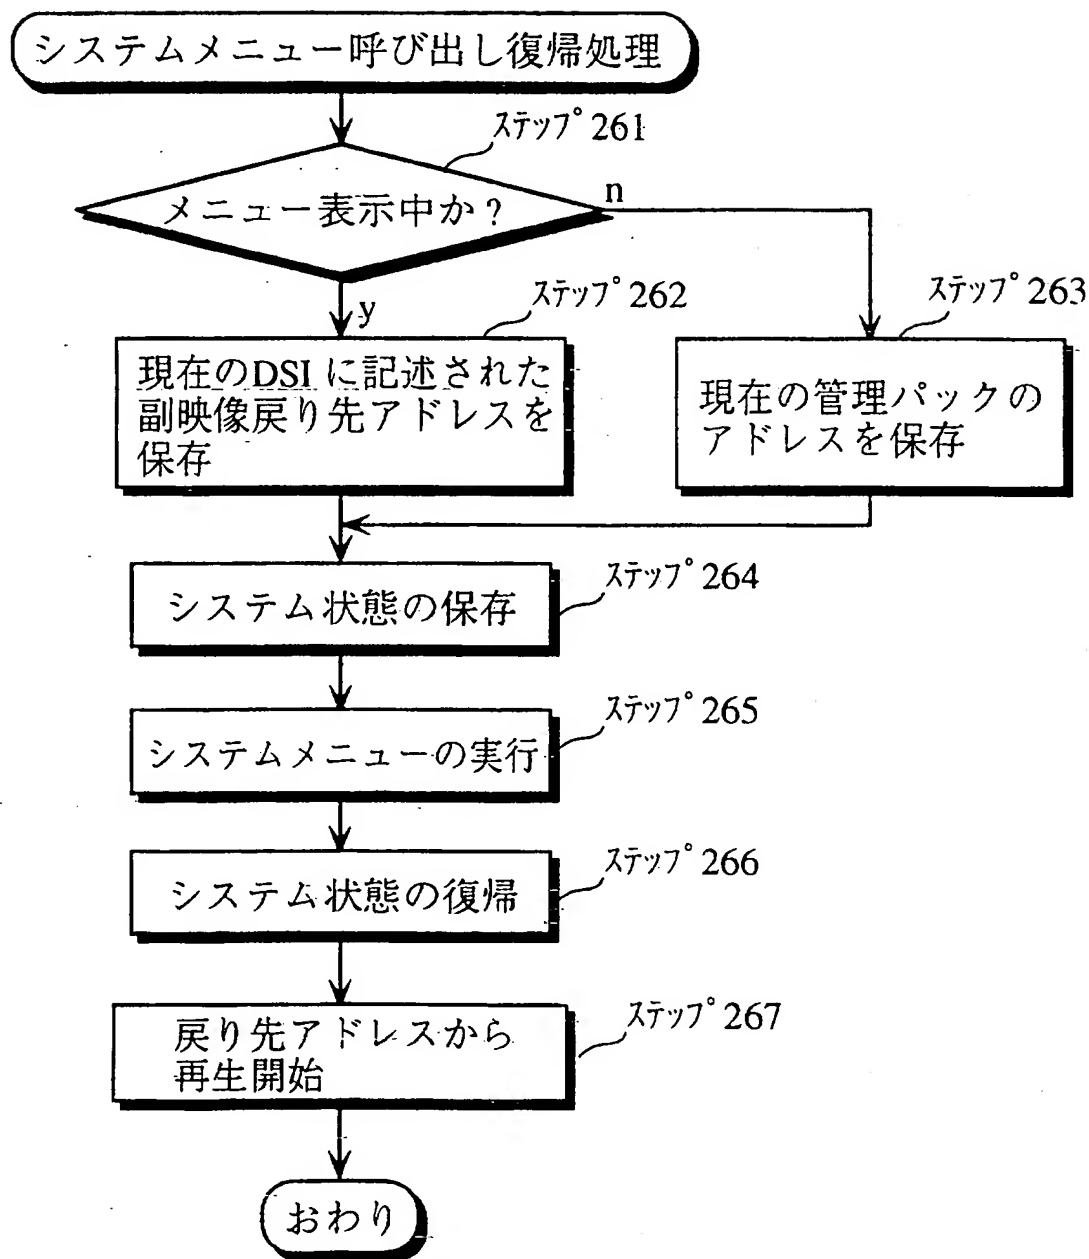 システムメニュー呼び出し復帰処理
ステップ261
メニュー表示中か?
n
y
ステップ262
現在のDSIに記述された
副映像戻り先アドレスを
保存
ステップ263
現在の管理パックの
アドレスを保存
ステップ264
システム状態の保存
ステップ265
システムメニューの実行
ステップ266
システム状態の復帰
ステップ267
戻り先アドレスから
再生開始
おわり